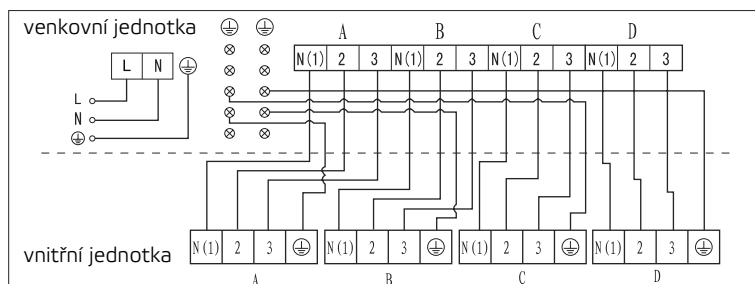 venkovní jednotka
A B C D
L N
N(1) 2 3 N(1) 2 3 N(1) 2 3 N(1) 2 3
L
N
N(1) 2 3 N(1) 2 3 N(1) 2 3 N(1) 2 3
vnitřní jednotka
A B C D